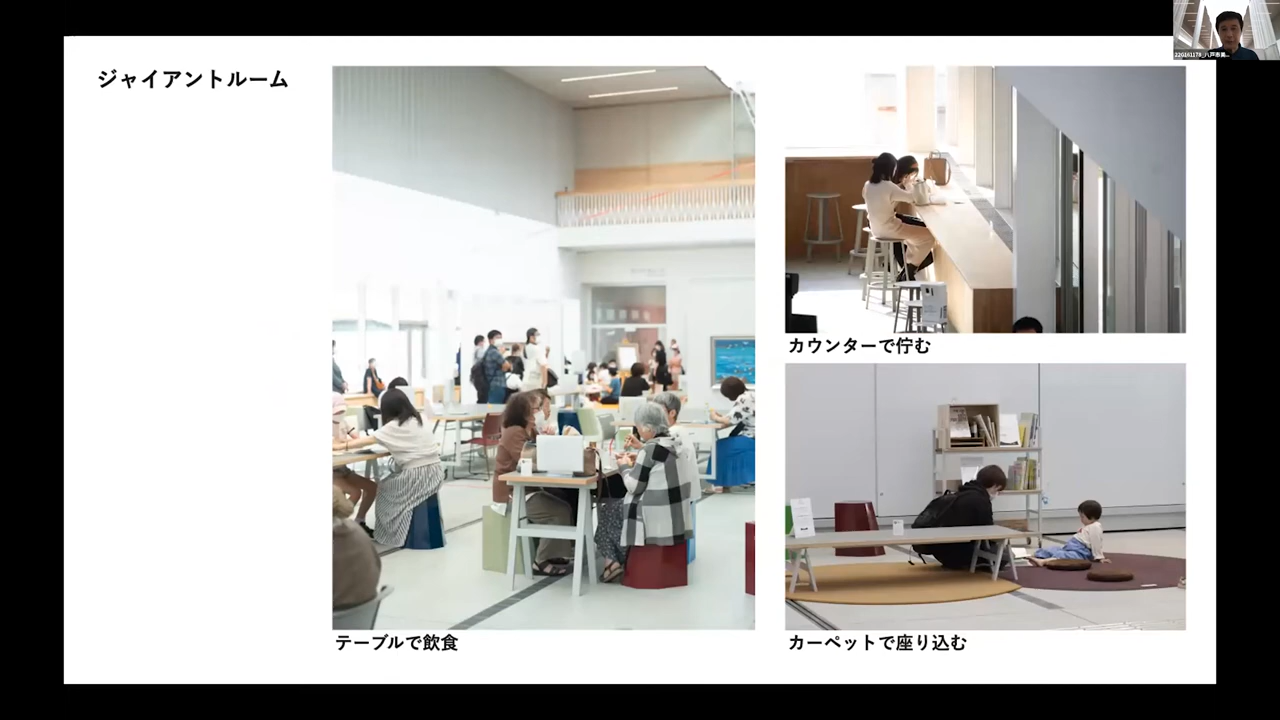 ジャイアントルーム
カウンターで佇む
テーブルで飲食
カーペットで座り込む